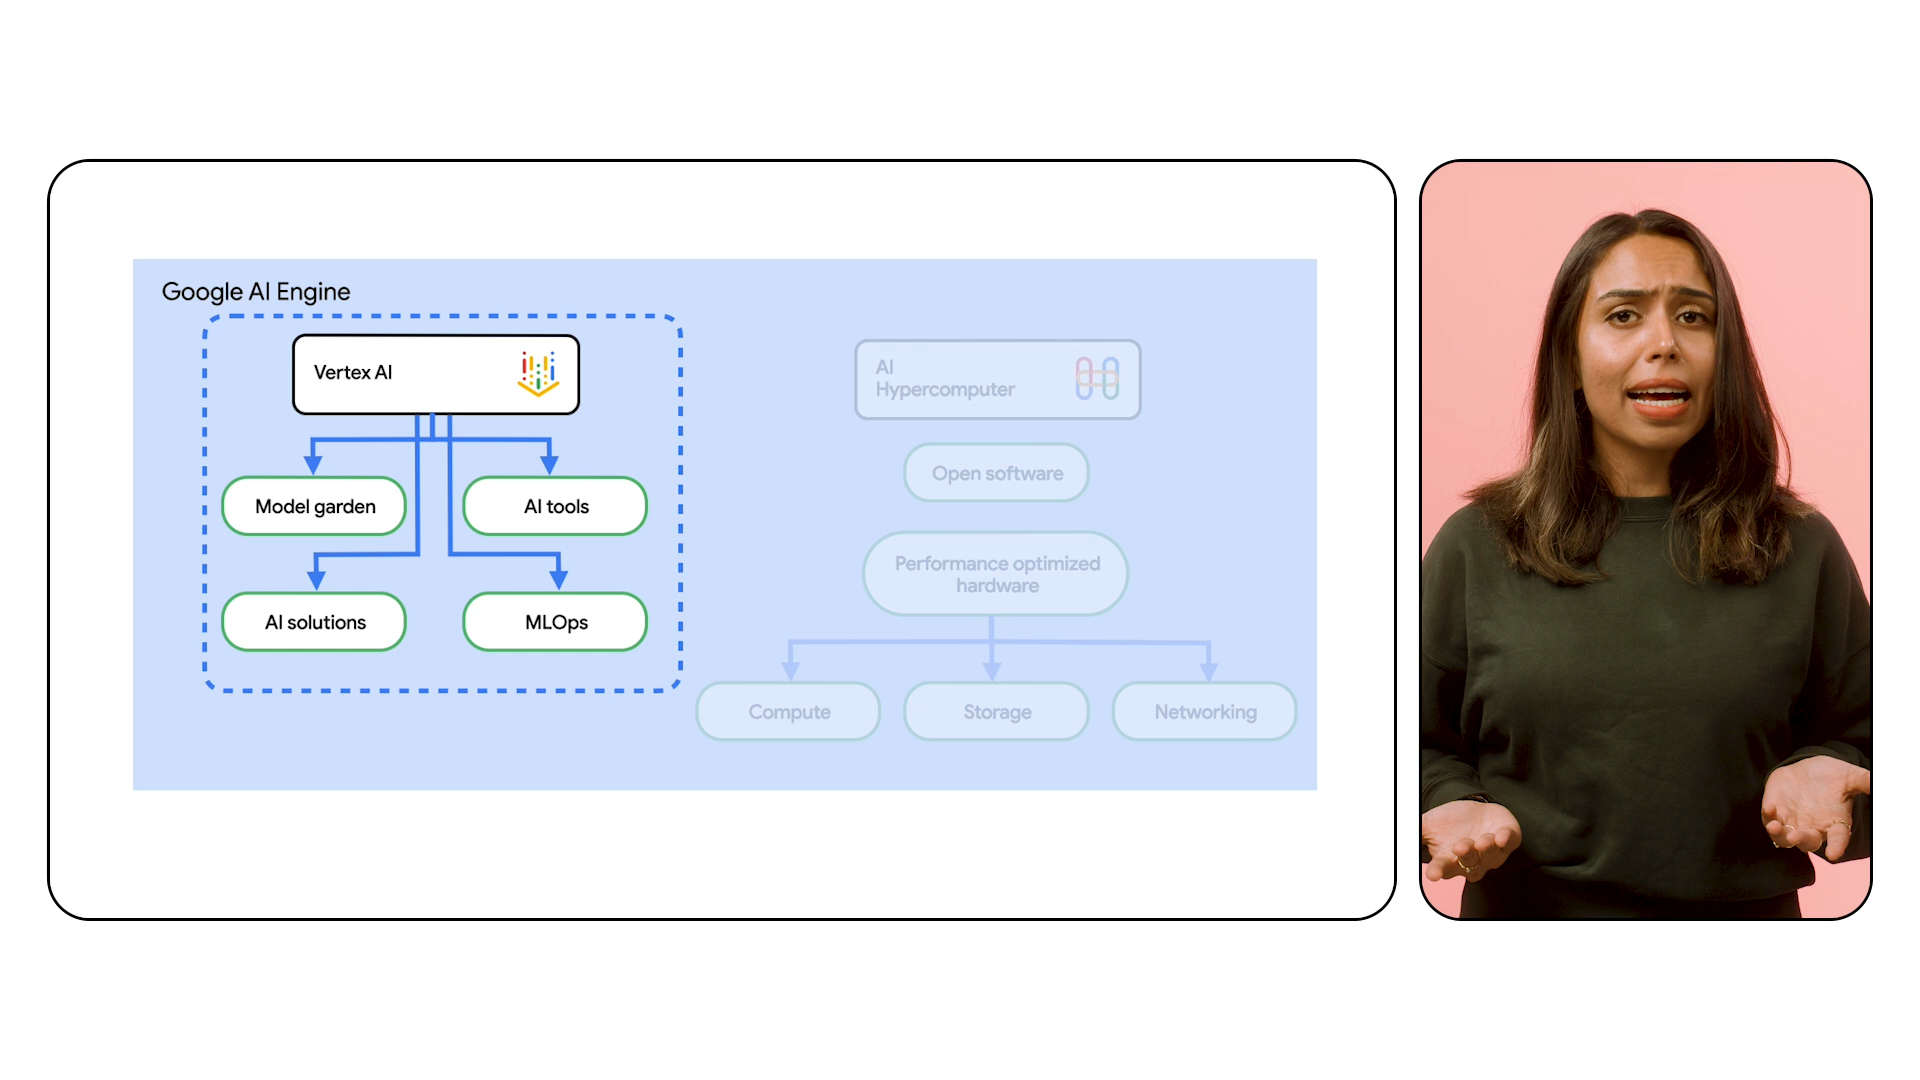 Google AI Engine
Vertex AI
Model garden
AI tools
AI solutions
MLOps
AI
Hypercomputer
Open software
Performance optimized
hardware
Compute
Storage
Networking